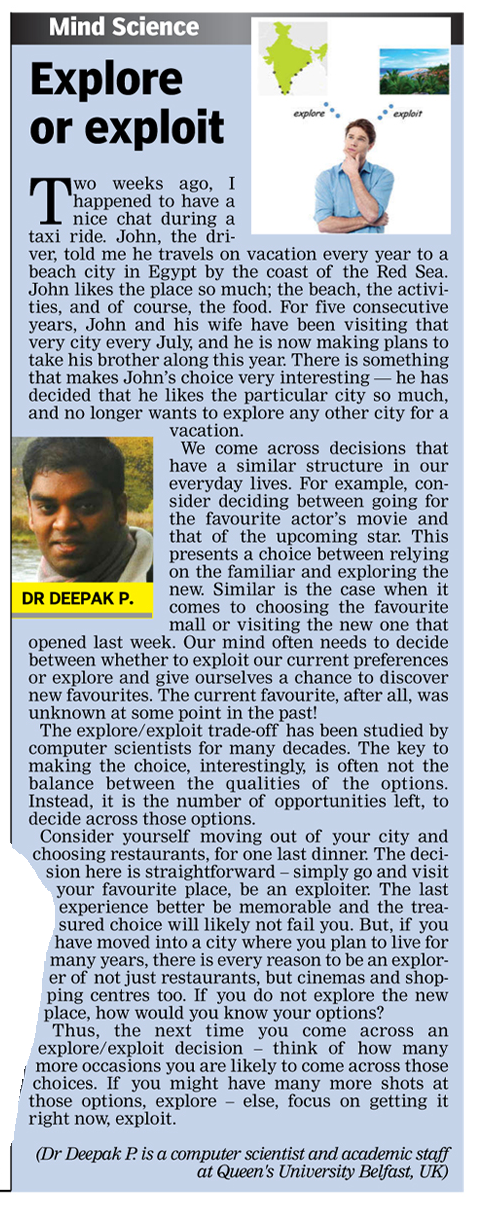 Mind Science
Explore
or exploit
explore
exploit
Two weeks ago, I
happened to have a
nice chat during a
taxi ride. John, the dri-
ver, told me he travels on vacation every year to a
beach city in Egypt by the coast of the Red Sea.
John likes the place so much; the beach, the activi-
ties, and of course, the food. For five consecutive
years, John and his wife have been visiting that
very city every July, and he is now making plans to
take his brother along this year. There is something
that makes John's choice very interesting — he has
decided that he likes the particular city so much,
and no longer wants to explore any other city for a
vacation.
We come across decisions that
have a similar structure in our
everyday lives. For example, con-
sider deciding between going for
the favourite actor's movie and
that of the upcoming star. This
presents a choice between relying
on the familiar and exploring the
new. Similar is the case when it
comes to choosing the favourite
mall or visiting the new one that
DR DEEPAK P.
opened last week. Our mind often needs to decide
between whether to exploit our current preferences
or explore and give ourselves a chance to discover
new favourites. The current favourite, after all, was
unknown at some point in the past!
The explore/exploit trade-off has been studied by
computer scientists for many decades. The key to
making the choice, interestingly, is often not the
balance between the qualities of the options.
Instead, it is the number of opportunities left, to
decide across those options.
Consider yourself moving out of your city and
choosing restaurants, for one last dinner. The deci-
sion here is straightforward – simply go and visit
your favourite place, be an exploiter. The last
experience better be memorable and the trea-
sured choice will likely not fail you. But, if you
have moved into a city where you plan to live for
many years, there is every reason to be an explor-
er of not just restaurants, but cinemas and shop-
ping centres too. If you do not explore the new
place, how would you know your options?
Thus, the next time you come across an
explore/exploit decision – think of how many
more occasions you are likely to come across those
choices. If you might have many more shots at
those options, explore – else, focus on getting it
right now, exploit.
(Dr Deepak P. is a computer scientist and academic staff
at Queen's University Belfast, UK)